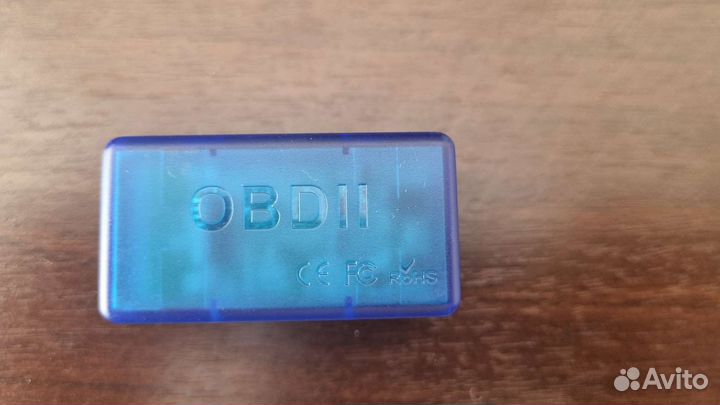 OBDII
CE FC RoHS
Avito